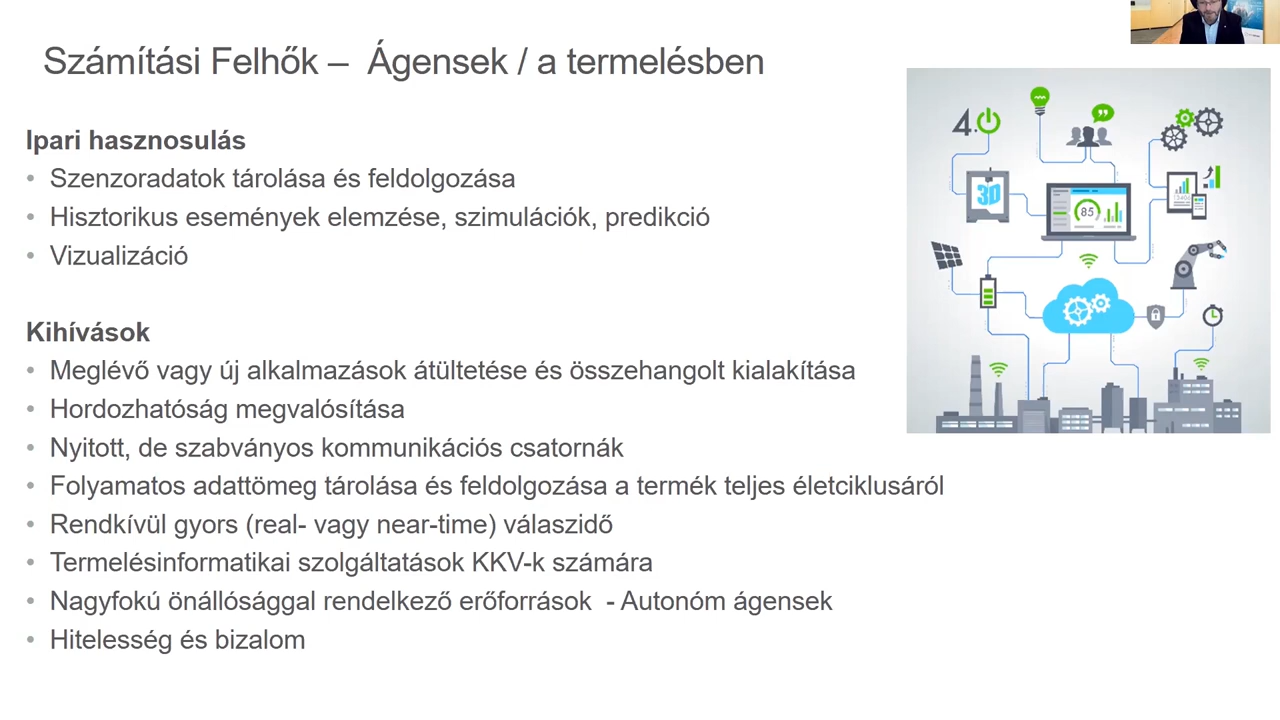 Számítási Felhők – Ágensek / a termelésben
Ipari hasznosulás
• Szenzoradatok tárolása és feldolgozása
• Hisztorikus események elemzése, szimulációk, predikció
• Vizualizáció
Kihívások
• Meglévő vagy új alkalmazások átültetése és összehangolt kialakítása
• Hordozhatóság megvalósítása
• Nyitott, de szabványos kommunikációs csatornák
• Folyamatos adattömeg tárolása és feldolgozása a termék teljes életciklusáról
• Rendkívül gyors (real- vagy near-time) válaszidő
• Termelésinformatikai szolgáltatások KKV-k számára
• Nagyfokú önállósággal rendelkező erőforrások - Autonóm ágensek
• Hitelesség és bizalom
4.0
3D
85